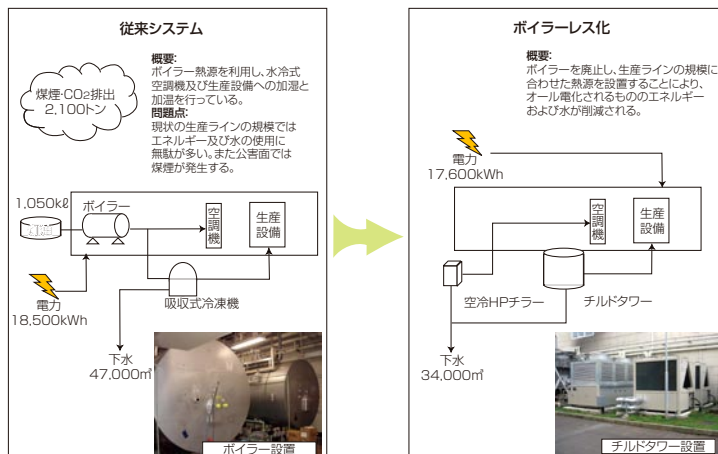 従来システム
煤煙・CO2排出
2,100トン
概要:
ボイラー熱源を利用し、水冷式
空調機及び生産設備への加湿と
加温を行っている。
問題点:
現状の生産ラインの規模では
エネルギー及び水の使用に
無駄が多い。また公害面では
煤煙が発生する。
1,050kℓ
ボイラー
空調機
生産
設備
電力
18,500kWh
吸収式冷凍機
下水
47,000㎥
ボイラー設置
ボイラーレス化
概要:
ボイラーを廃止し、生産ラインの規模に
合わせた熱源を設置することにより、
オール電化されるもののエネルギー
および水が削減される。
電力
17,600kWh
空調機
生産
設備
空冷HPチラー
チルドタワー
下水
34,000㎥
チルドタワー設置